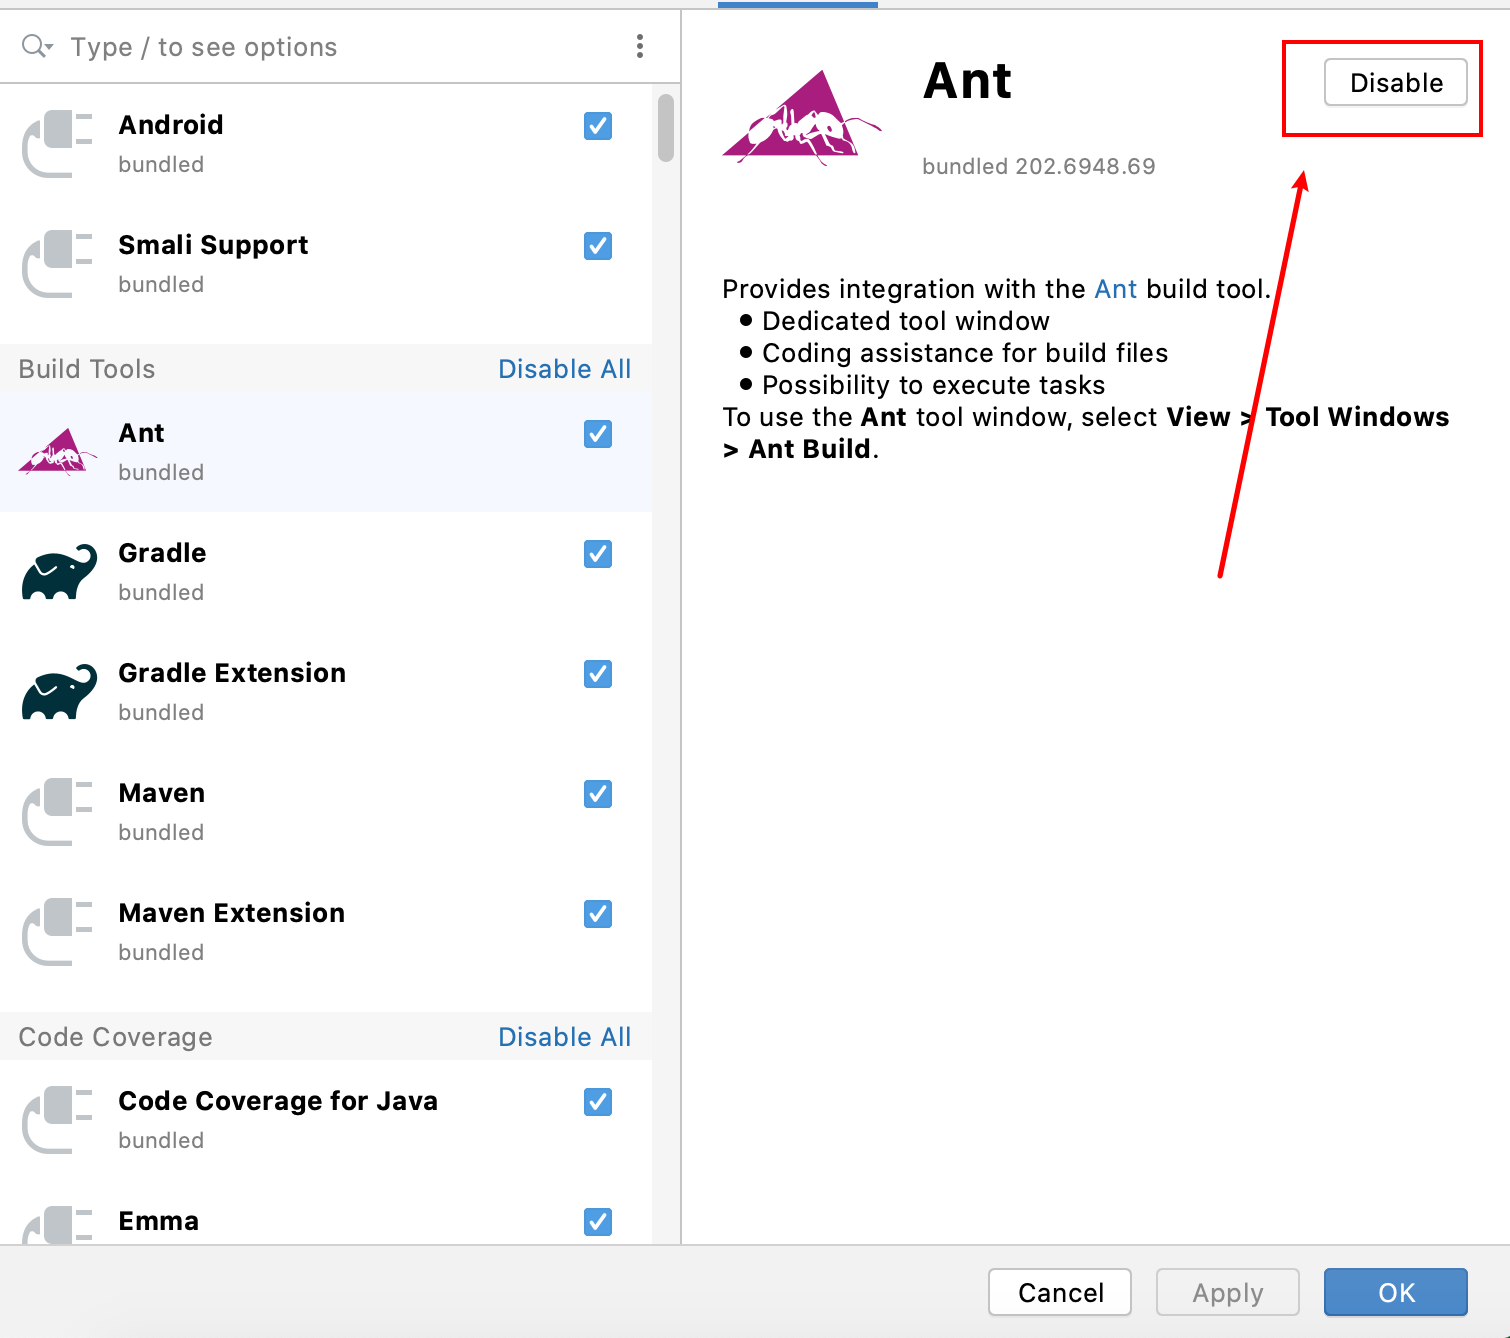 Type / to see options
Android
bundled
Smali Support
bundled
Build Tools Disable All
Ant
bundled
Gradle
bundled
Gradle Extension
bundled
Maven
bundled
Maven Extension
bundled
Code Coverage Disable All
Code Coverage for Java
bundled
Emma
Ant
Disable
bundled 202.6948.69
Provides integration with the Ant build tool.
● Dedicated tool window
● Coding assistance for build files
● Possibility to execute tasks
To use the Ant tool window, select View > Tool Windows
> Ant Build.
Cancel Apply OK